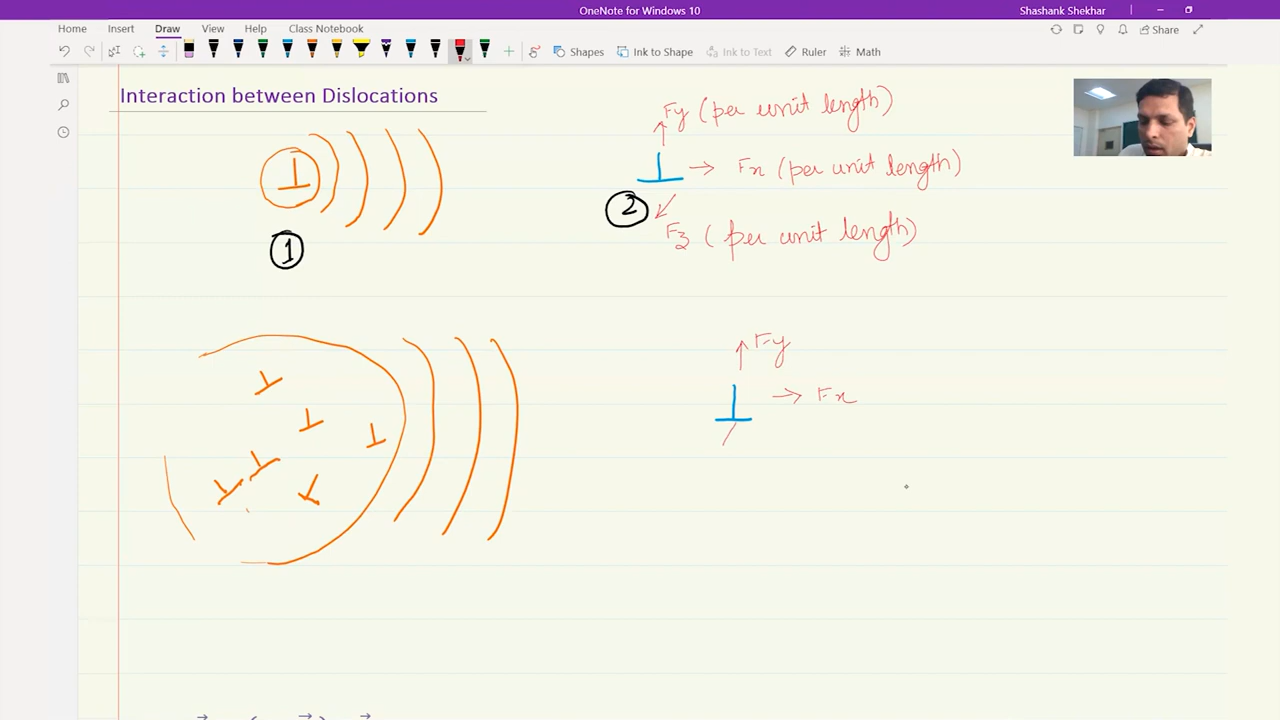 OneNote for Windows 10
Shashank Shekhar
Home Insert Draw View Help Class Notebook
Share
Shapes Ink to Shape Ink to Text Ruler Math
Interaction between Dislocations
Fy (per unit length)
Fx (per unit length)
2
Fz (per unit length)
1
Fy
Fx